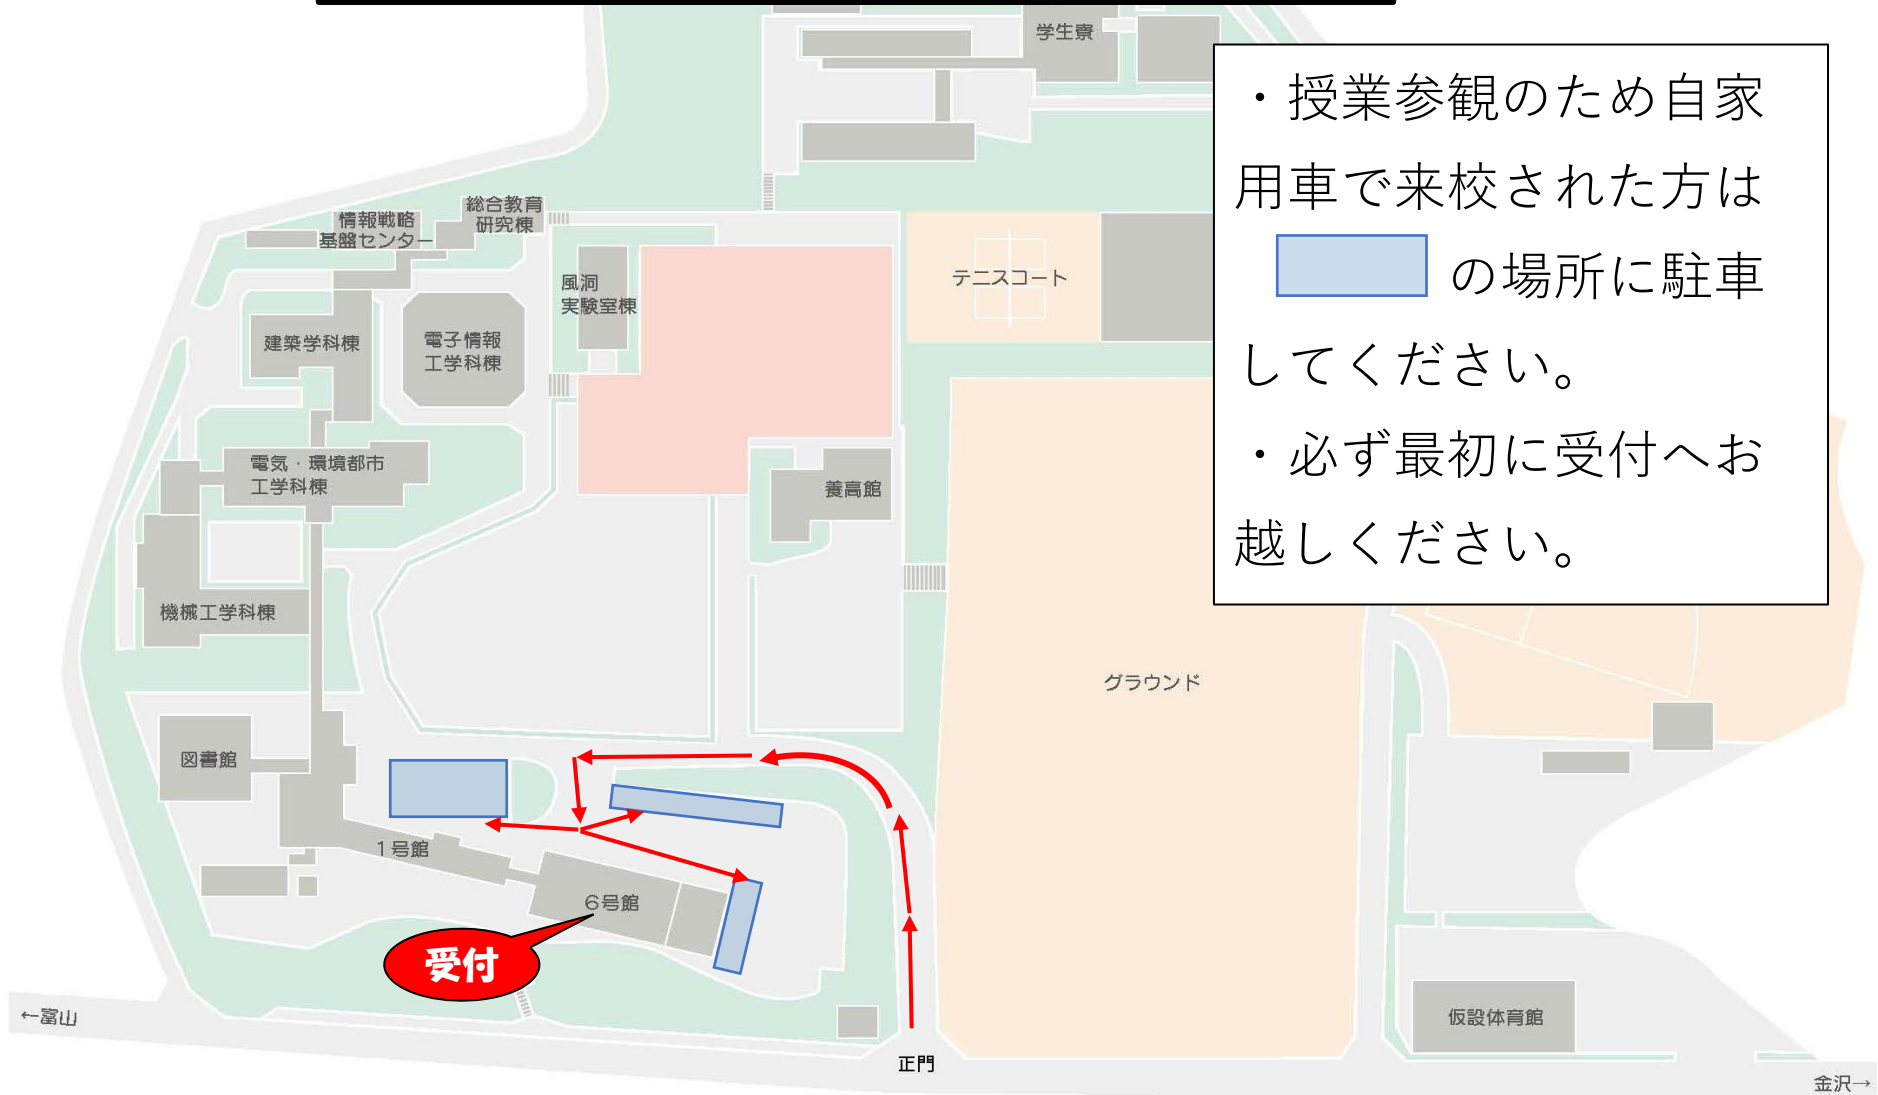 学生寮
・授業参観のため自家
用車で来校された方は
の場所に駐車
してください。
・必ず最初に受付へお
越しください。
総合教育
研究棟
情報戦略
基盤センター
風洞
実験室棟
テニスコート
建築学科棟
電子情報
工学科棟
電気・環境都市
工学科棟
養高館
機械工学科棟
グラウンド
図書館
1号館
6号館
受付
←富山
正門
仮設体育館
金沢→